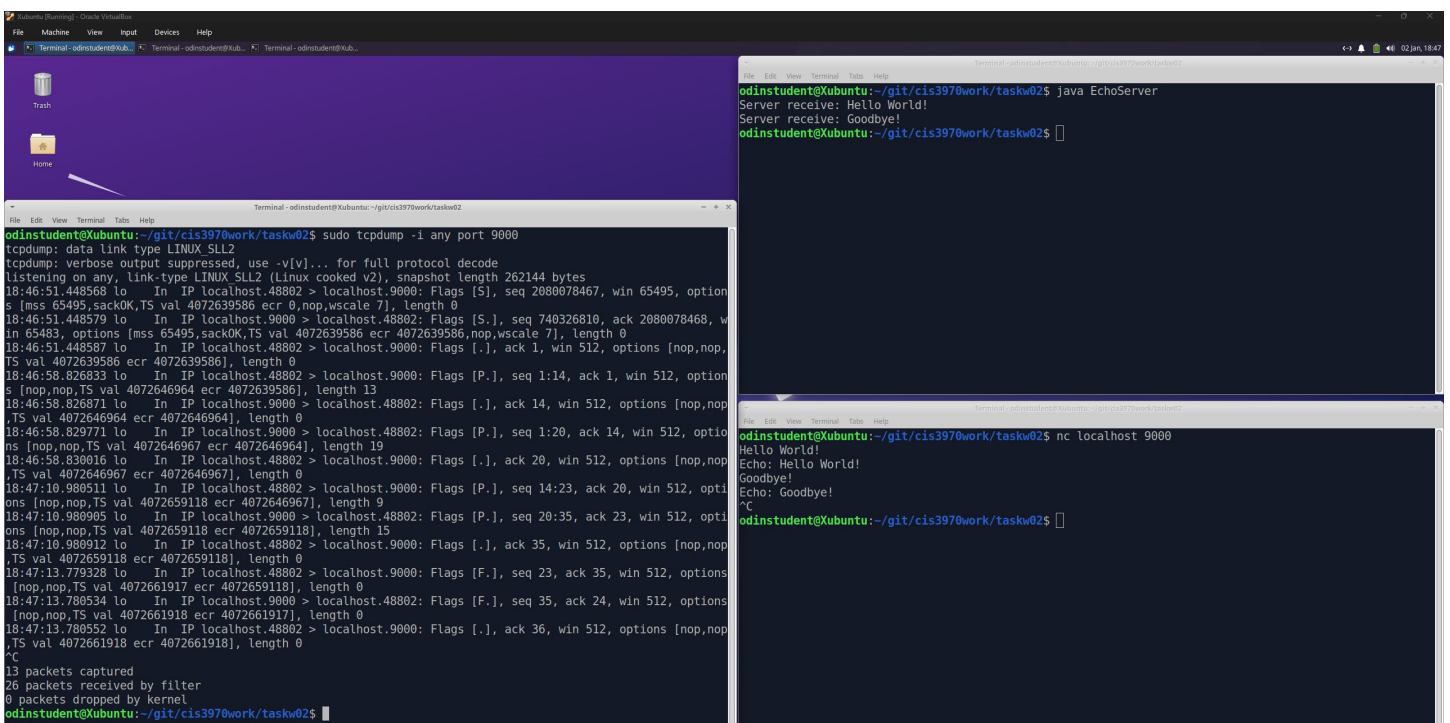 Xubuntu [Running] - Oracle VirtualBox
File Machine View Input Devices Help
Terminal - odinstudent@Xub... Terminal - odinstudent@Xub... Terminal - odinstudent@Xub... 02 Jan, 18:47
Trash
Home
Terminal - odinstudent@Xubuntu: ~/git/cis3970work/taskw02
File Edit View Terminal Tabs Help
odinstudent@Xubuntu:~/git/cis3970work/taskw02$ java EchoServer
Server receive: Hello World!
Server receive: Goodbye!
odinstudent@Xubuntu:~/git/cis3970work/taskw02$
Terminal - odinstudent@Xubuntu: ~/git/cis3970work/taskw02
File Edit View Terminal Tabs Help
odinstudent@Xubuntu:~/git/cis3970work/taskw02$ sudo tcpdump -i any port 9000
tcpdump: data link type LINUX_SLL2
tcpdump: verbose output suppressed, use -v[v]... for full protocol decode
listening on any, link-type LINUX_SLL2 (Linux cooked v2), snapshot length 262144 bytes
18:46:51.448568 lo    In  IP localhost.48802 > localhost.9000: Flags [S], seq 2080078467, win 65495, option
s [mss 65495,sackOK,TS val 4072639586 ecr 0,nop,wscale 7], length 0
18:46:51.448579 lo    In  IP localhost.9000 > localhost.48802: Flags [S.], seq 740326810, ack 2080078468, w
in 65483, options [mss 65495,sackOK,TS val 4072639586 ecr 4072639586,nop,wscale 7], length 0
18:46:51.448587 lo    In  IP localhost.48802 > localhost.9000: Flags [.], ack 1, win 512, options [nop,nop,
TS val 4072639586 ecr 4072639586], length 0
18:46:58.826833 lo    In  IP localhost.48802 > localhost.9000: Flags [P.], seq 1:14, ack 1, win 512, option
s [nop,nop,TS val 4072646964 ecr 4072639586], length 13
18:46:58.826871 lo    In  IP localhost.9000 > localhost.48802: Flags [.], ack 14, win 512, options [nop,nop
,TS val 4072646964 ecr 4072646964], length 0
18:46:58.829771 lo    In  IP localhost.9000 > localhost.48802: Flags [P.], seq 1:20, ack 14, win 512, optio
ns [nop,nop,TS val 4072646967 ecr 4072646964], length 19
18:46:58.830016 lo    In  IP localhost.48802 > localhost.9000: Flags [.], ack 20, win 512, options [nop,nop
,TS val 4072646967 ecr 4072646967], length 0
18:47:10.980511 lo    In  IP localhost.48802 > localhost.9000: Flags [P.], seq 14:23, ack 20, win 512, opti
ons [nop,nop,TS val 4072659118 ecr 4072646967], length 9
18:47:10.980905 lo    In  IP localhost.9000 > localhost.48802: Flags [P.], seq 20:35, ack 23, win 512, opti
ons [nop,nop,TS val 4072659118 ecr 4072659118], length 15
18:47:10.980912 lo    In  IP localhost.48802 > localhost.9000: Flags [.], ack 35, win 512, options [nop,nop
,TS val 4072659118 ecr 4072659118], length 0
18:47:13.779328 lo    In  IP localhost.48802 > localhost.9000: Flags [F.], seq 23, ack 35, win 512, options
 [nop,nop,TS val 4072661917 ecr 4072659118], length 0
18:47:13.780534 lo    In  IP localhost.9000 > localhost.48802: Flags [F.], seq 35, ack 24, win 512, options
 [nop,nop,TS val 4072661918 ecr 4072661917], length 0
18:47:13.780552 lo    In  IP localhost.48802 > localhost.9000: Flags [.], ack 36, win 512, options [nop,nop
,TS val 4072661918 ecr 4072661918], length 0
^C
13 packets captured
26 packets received by filter
0 packets dropped by kernel
odinstudent@Xubuntu:~/git/cis3970work/taskw02$
Terminal - odinstudent@Xubuntu: ~/git/cis3970work/taskw02
File Edit View Terminal Tabs Help
odinstudent@Xubuntu:~/git/cis3970work/taskw02$ nc localhost 9000
Hello World!
Echo: Hello World!
Goodbye!
Echo: Goodbye!
^C
odinstudent@Xubuntu:~/git/cis3970work/taskw02$